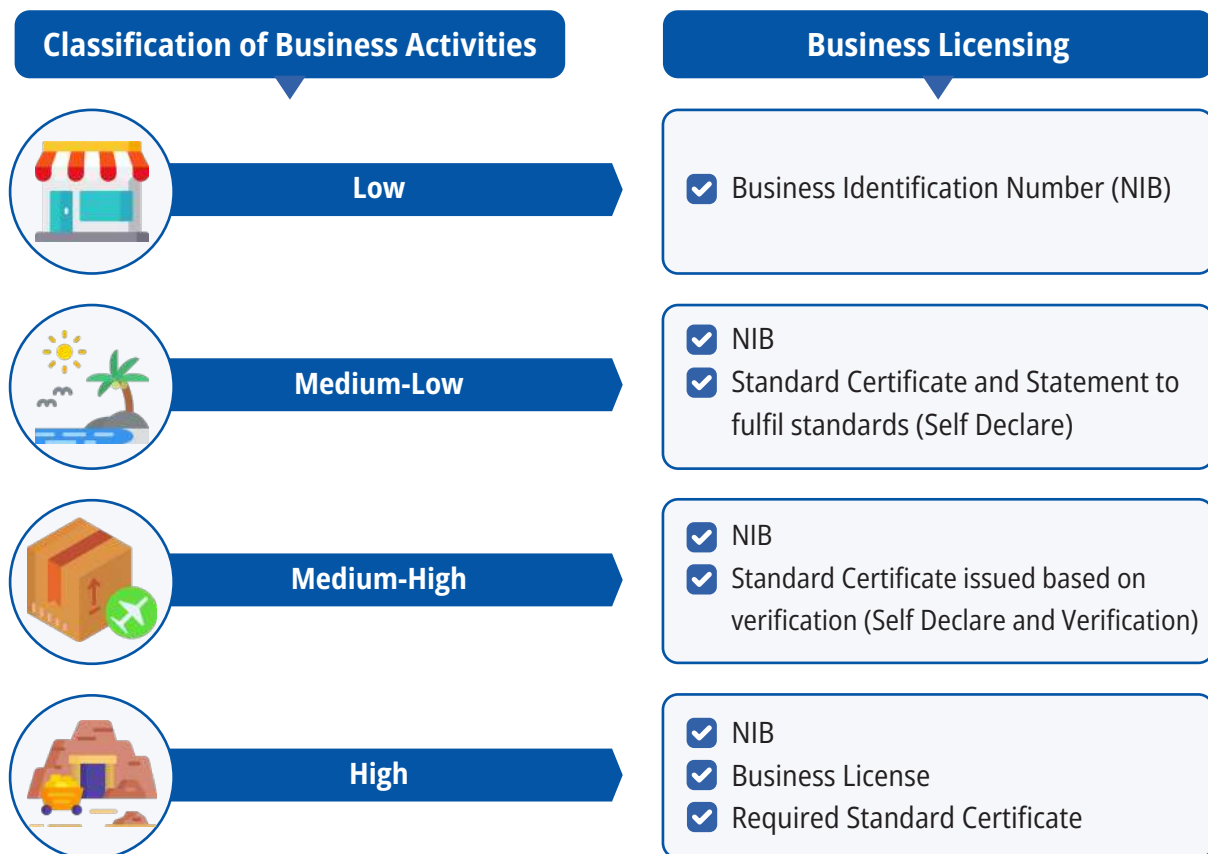 Classification of Business Activities
Business Licensing
Low
Business Identification Number (NIB)
Medium-Low
NIB
Standard Certificate and Statement to
fulfil standards (Self Declare)
Medium-High
NIB
Standard Certificate issued based on
verification (Self Declare and Verification)
High
NIB
Business License
Required Standard Certificate